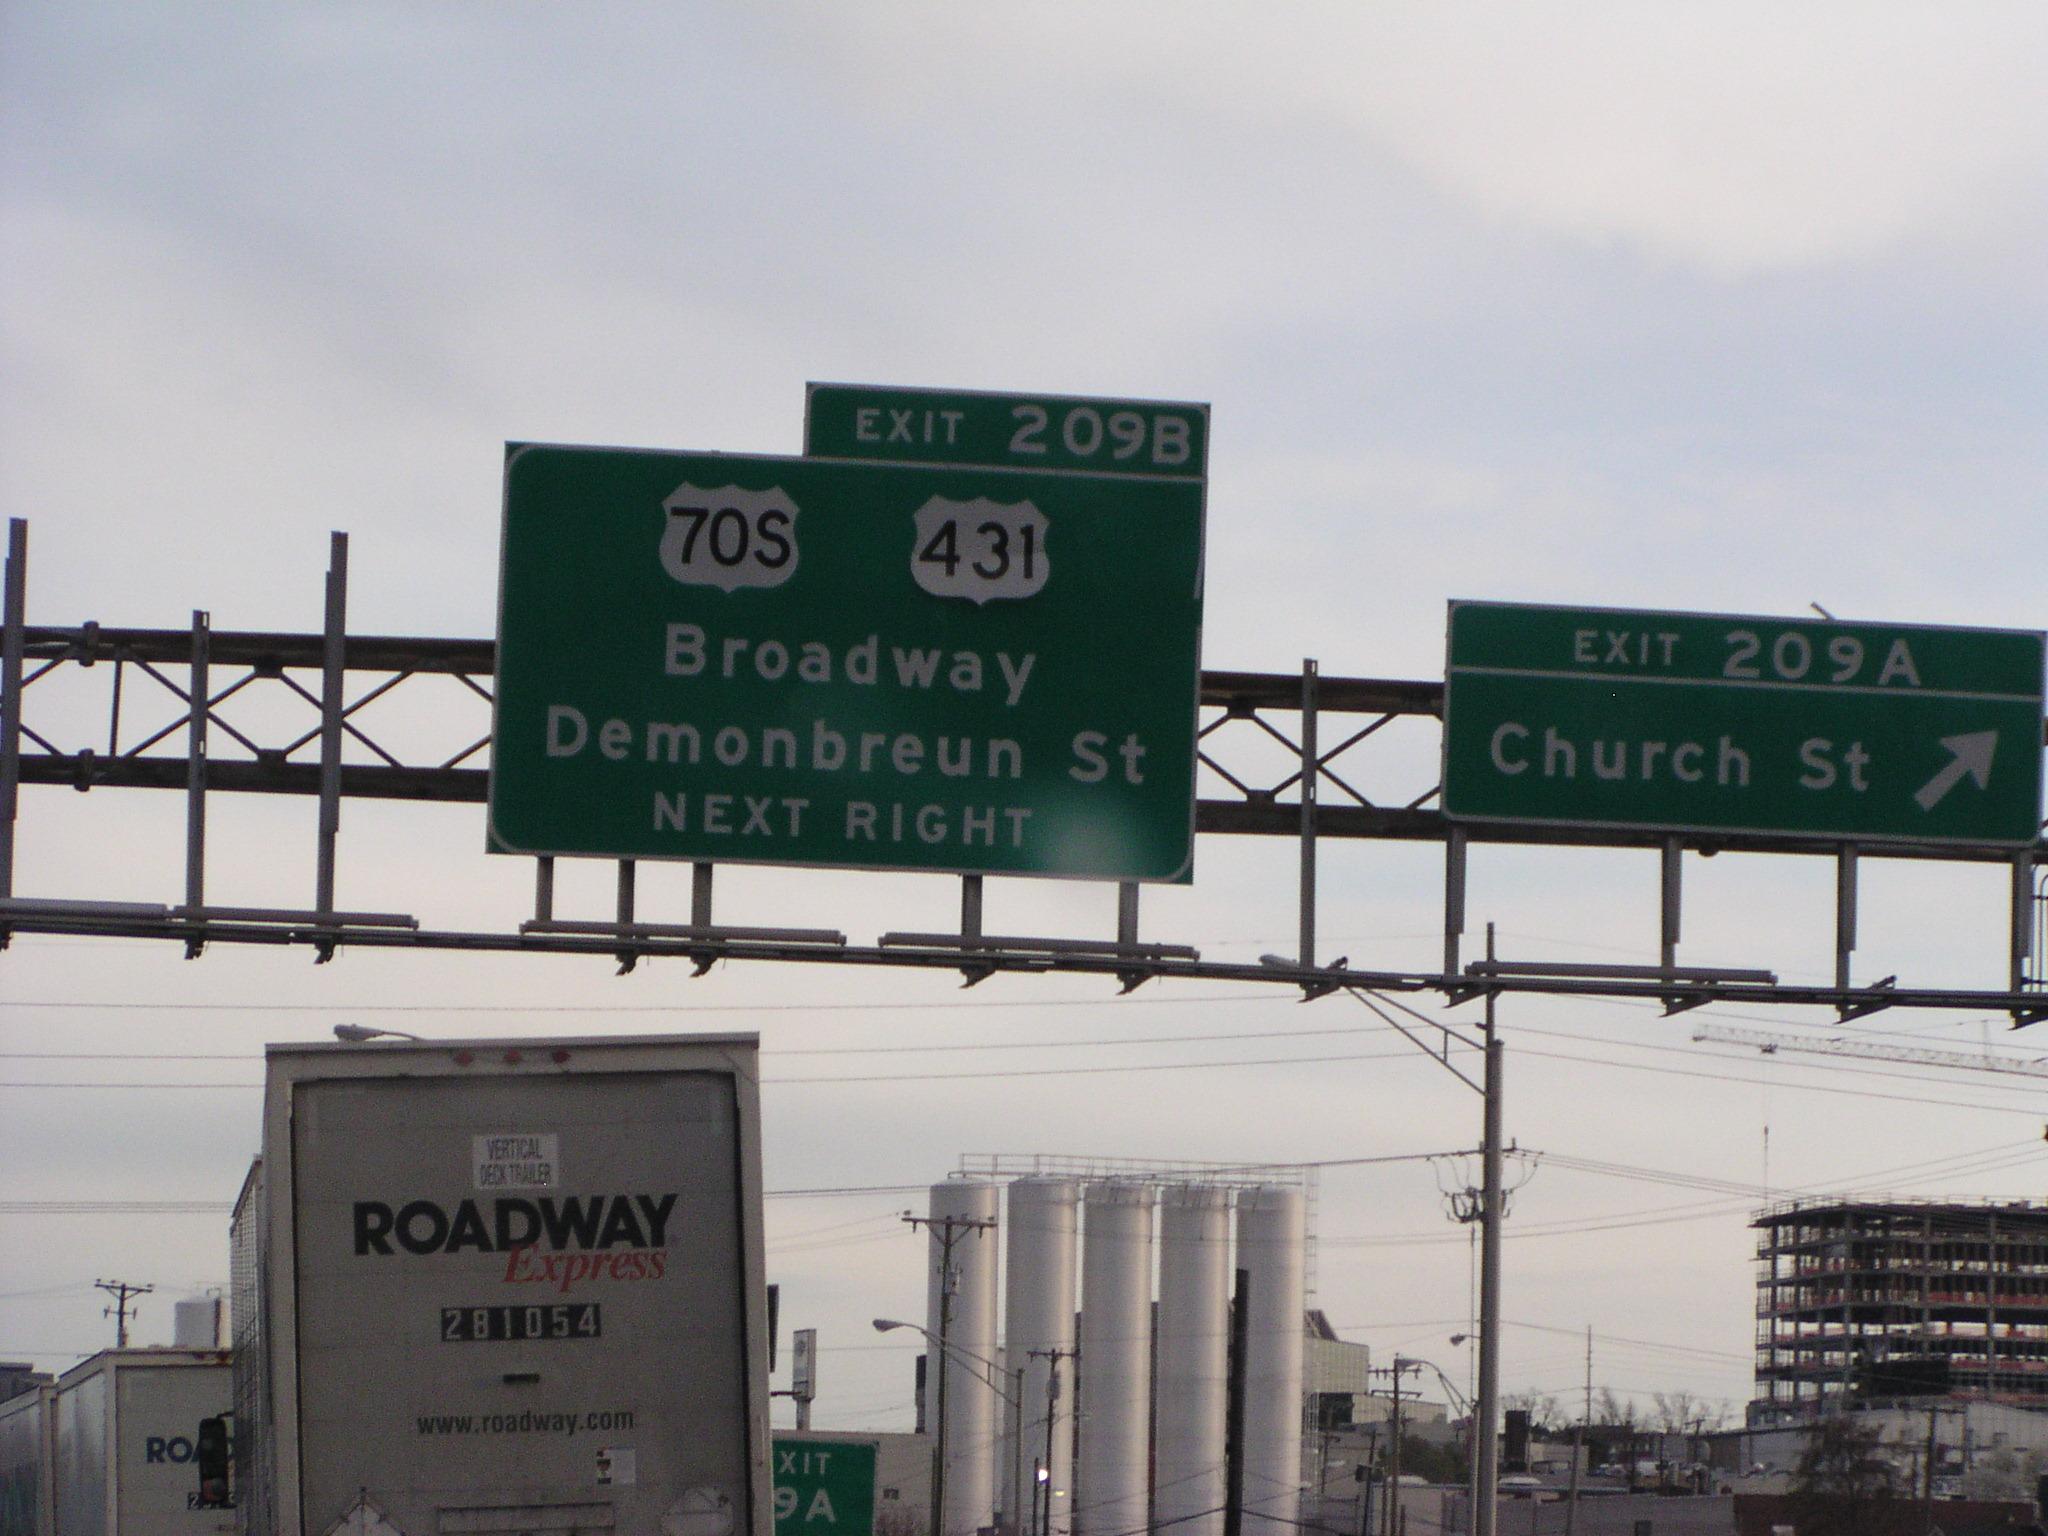 EXIT 209B
70S 431
Broadway
Demonbreun St
NEXT RIGHT
EXIT 209A
Church St
VERTICAL
DECK TRAILER
ROADWAY
Express
281054
www.roadway.com
ROAD
XIT
9A